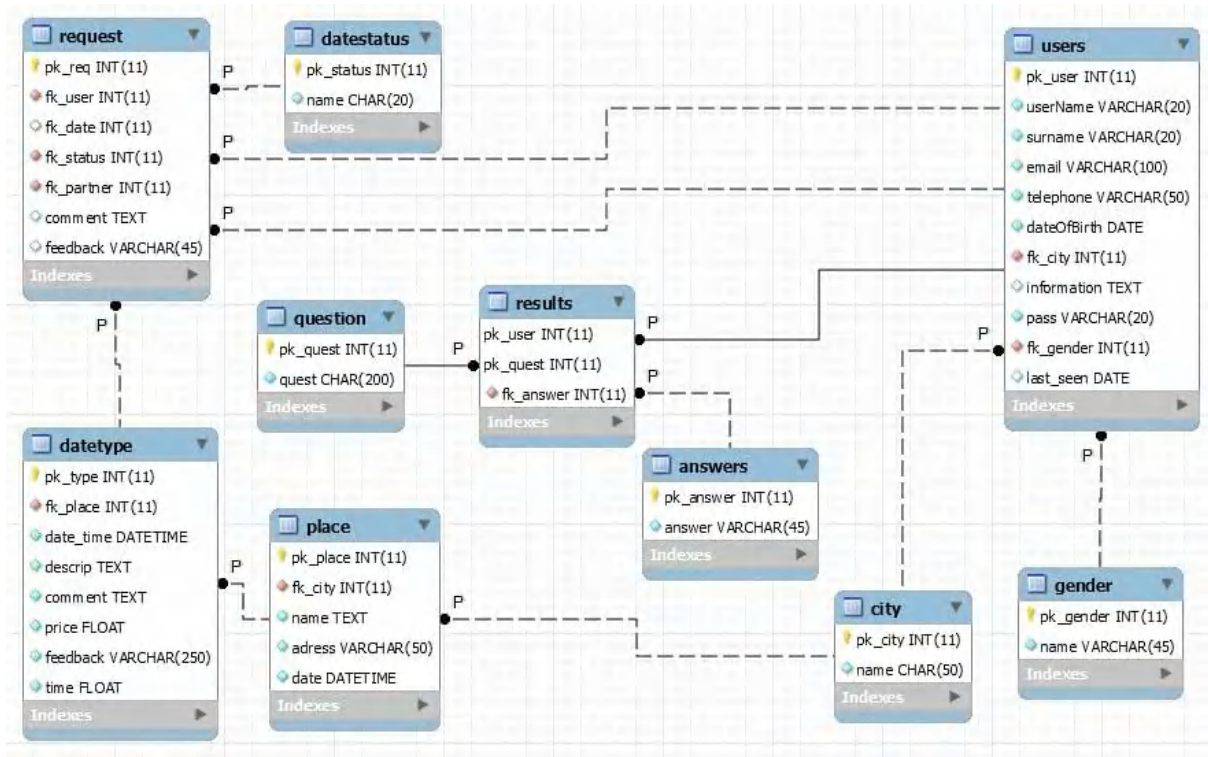 request
pk_req INT(11)
fk_user INT(11)
fk_date INT(11)
fk_status INT(11)
fk_partner INT(11)
comment TEXT
feedback VARCHAR(45)
Indexes
P
P
P
P
datestatus
pk_status INT(11)
name CHAR(20)
Indexes
users
pk_user INT(11)
userName VARCHAR(20)
surname VARCHAR(20)
email VARCHAR(100)
telephone VARCHAR(50)
dateOfBirth DATE
fk_city INT(11)
information TEXT
pass VARCHAR(20)
fk_gender INT(11)
last_seen DATE
Indexes
P
P
question
pk_quest INT(11)
quest CHAR(200)
Indexes
P
results
pk_user INT(11)
pk_quest INT(11)
fk_answer INT(11)
Indexes
P
P
datetype
pk_type INT(11)
fk_place INT(11)
date_time DATETIME
descrip TEXT
comment TEXT
price FLOAT
feedback VARCHAR(250)
time FLOAT
Indexes
P
place
pk_place INT(11)
fk_city INT(11)
name TEXT
adress VARCHAR(50)
date DATETIME
Indexes
P
answers
pk_answer INT(11)
answer VARCHAR(45)
Indexes
city
pk_city INT(11)
name CHAR(50)
Indexes
gender
pk_gender INT(11)
name VARCHAR(45)
Indexes